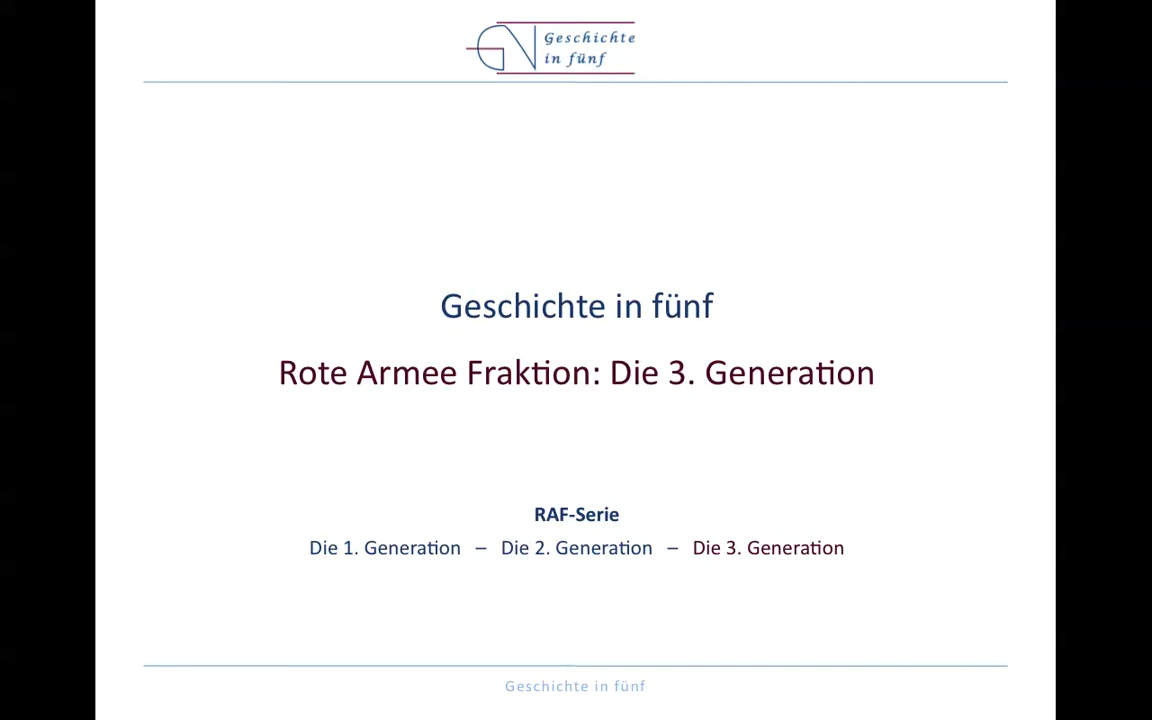 Geschichte
in fünf
Geschichte in fünf
Rote Armee Fraktion: Die 3. Generation
RAF-Serie
Die 1. Generation – Die 2. Generation – Die 3. Generation
Geschichte in fünf